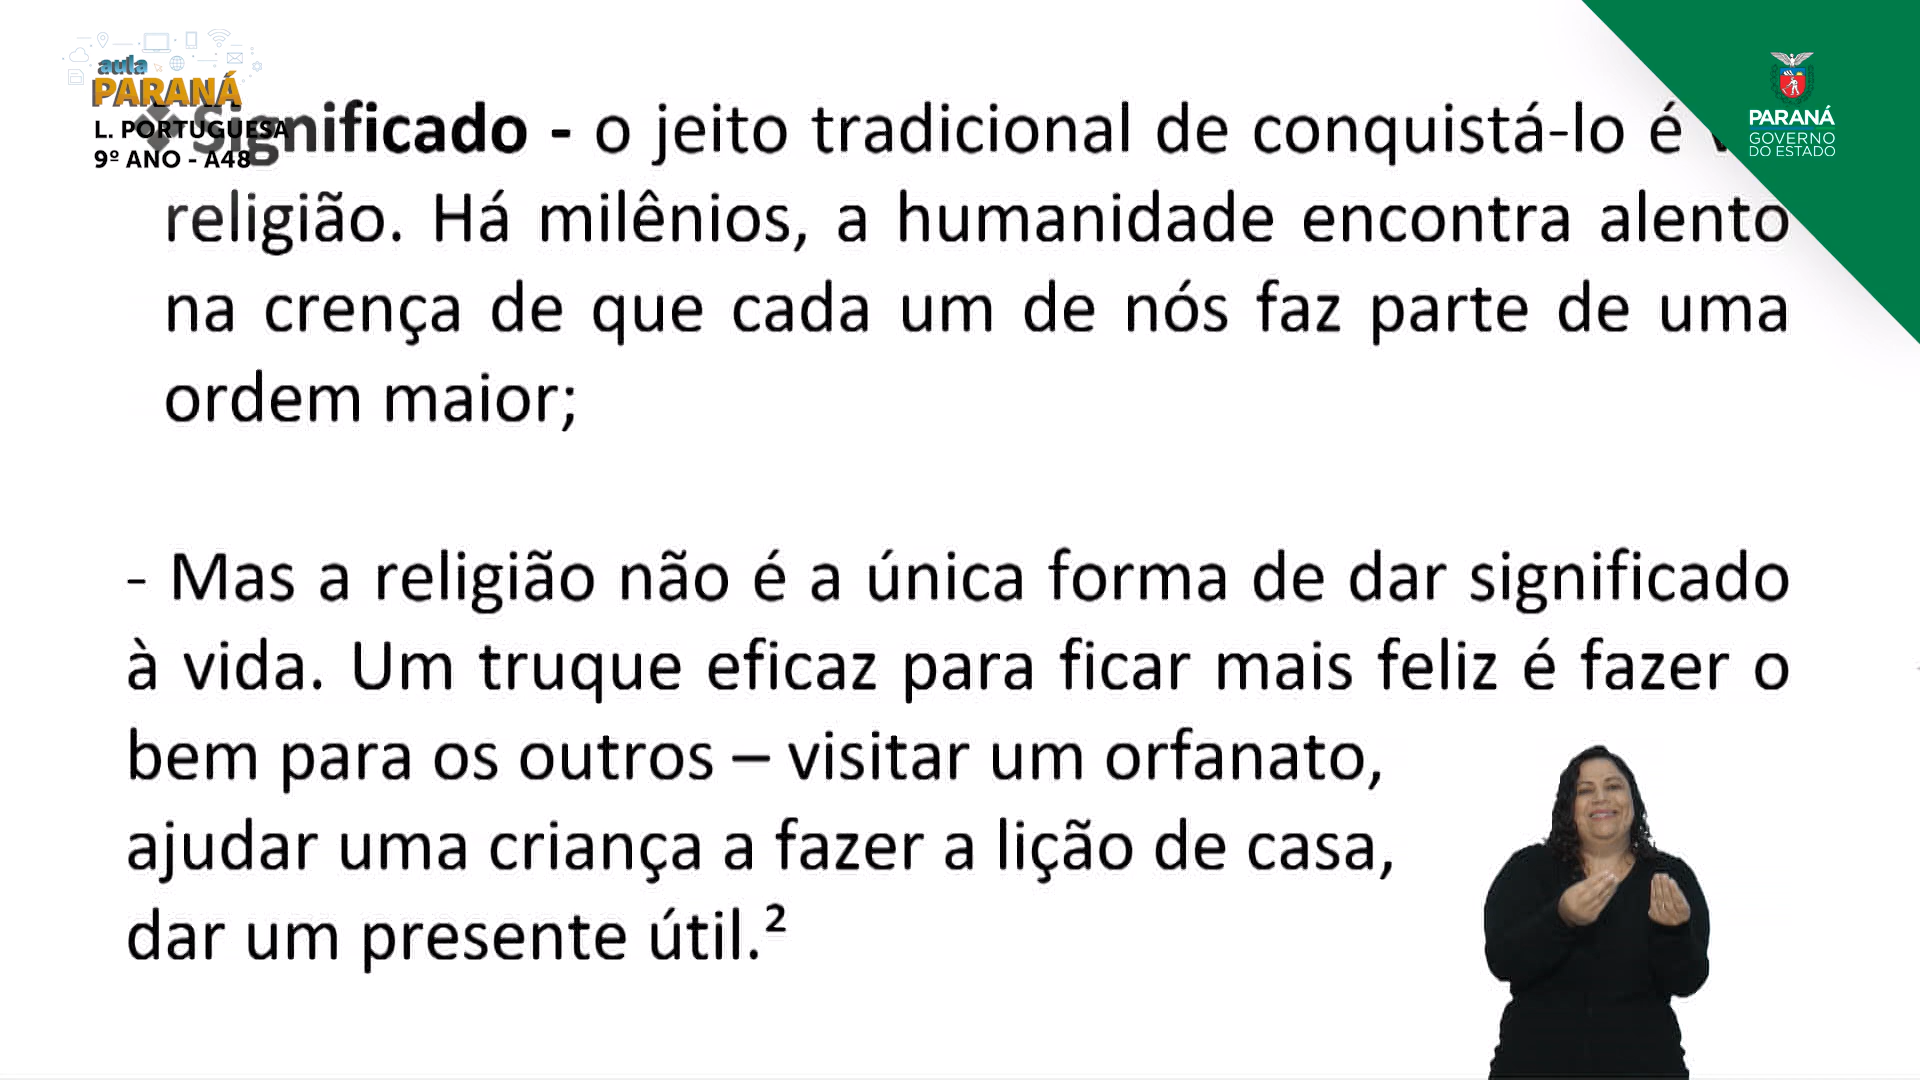 aula
PARANÁ
L. PORTUGUESA
9º ANO - A48
PARANÁ
GOVERNO
DO ESTADO
Significado - o jeito tradicional de conquistá-lo é
religião. Há milênios, a humanidade encontra alento
na crença de que cada um de nós faz parte de uma
ordem maior;
- Mas a religião não é a única forma de dar significado
à vida. Um truque eficaz para ficar mais feliz é fazer o
bem para os outros – visitar um orfanato,
ajudar uma criança a fazer a lição de casa,
dar um presente útil.²